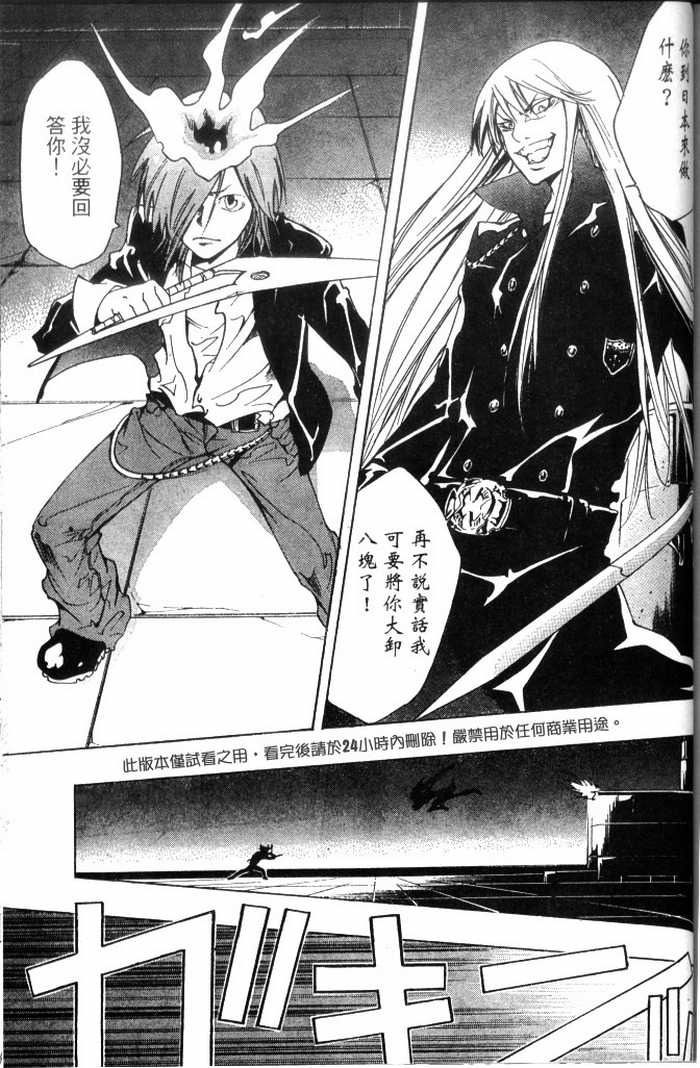 你到日本來做
什麼？
再不說實話我
可要將你大卸
八塊了！
我沒必要回
答你！
此版本僅試看之用，看完後請於24小時內刪除！嚴禁用於任何商業用途。
ガキン